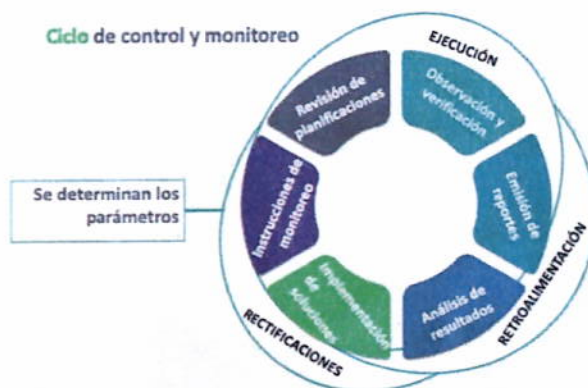 Ciclo de control y monitoreo
EJECUCIÓN
Revisión de
planificaciones
Observación y
verificación
Se determinan los
parámetros
Instrucciones de
monitoreo
Emisión de
reportes
Implementación
de
soluciones
Análisis de
resultados
RETROALIMENTACIÓN
RECTIFICACIONES